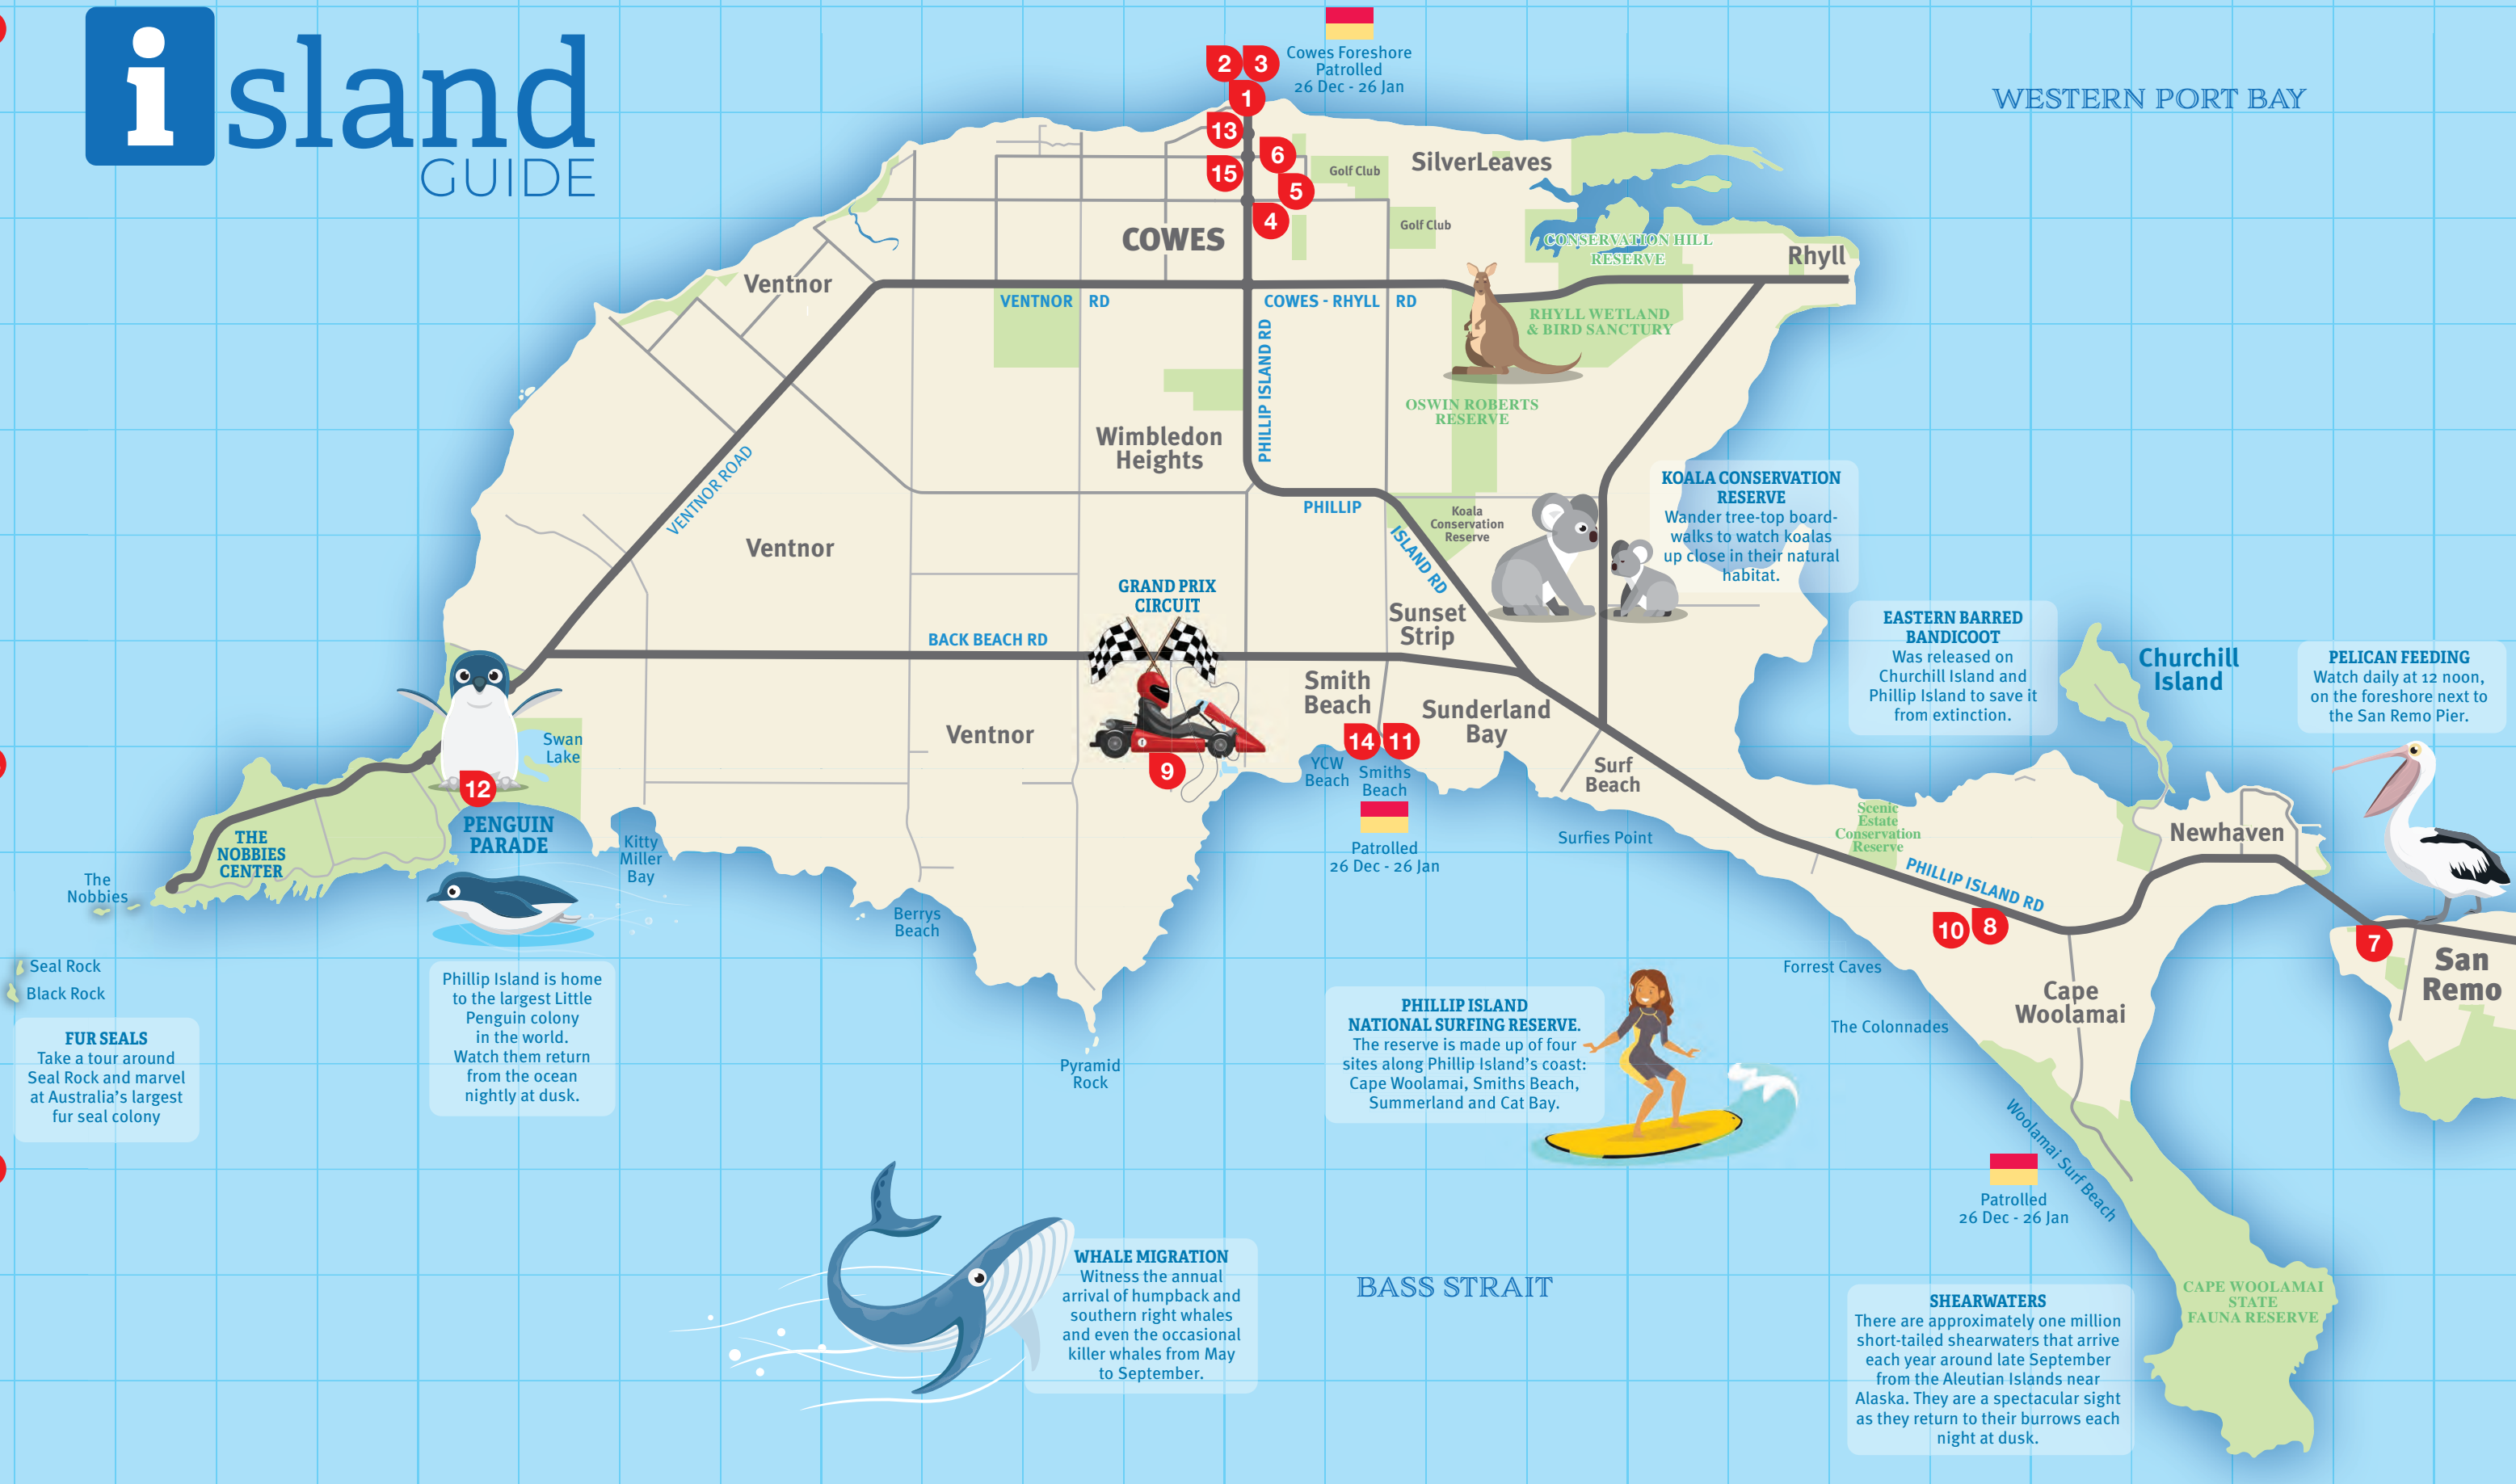 island
GUIDE
Cowes Foreshore
Patrolled
26 Dec - 26 Jan
WESTERN PORT BAY
2
3
1
13
6
15
5
4
Golf Club
SilverLeaves
Golf Club
COWES
CONSERVATION HILL
RESERVE
Rhyll
Ventnor
VENTNOR RD
COWES - RHYLL RD
RHYLL WETLAND
& BIRD SANCTURY
PHILLIP ISLAND RD
OSWIN ROBERTS
RESERVE
Wimbledon
Heights
VENTNOR ROAD
PHILLIP
ISLAND RD
Koala
Conservation
Reserve
KOALA CONSERVATION
RESERVE
Wander tree-top board-
walks to watch koalas
up close in their natural
habitat.
Ventnor
GRAND PRIX
CIRCUIT
BACK BEACH RD
Sunset
Strip
EASTERN BARRED
BANDICOOT
Was released on
Churchill Island and
Phillip Island to save it
from extinction.
Churchill
Island
PELICAN FEEDING
Watch daily at 12 noon,
on the foreshore next to
the San Remo Pier.
Smith
Beach
Sunderland
Bay
Ventnor
Swan
Lake
14
11
9
12
YCW
Beach
Smiths
Beach
Surf
Beach
PENGUIN
PARADE
THE
NOBBIES
CENTER
Kitty
Miller
Bay
Patrolled
26 Dec - 26 Jan
Surfies Point
Scenic
Estate
Conservation
Reserve
Newhaven
PHILLIP ISLAND RD
The
Nobbies
Berrys
Beach
10
8
7
Seal Rock
Black Rock
Forrest Caves
San
Remo
Cape
Woolamai
The Colonnades
FUR SEALS
Take a tour around
Seal Rock and marvel
at Australia's largest
fur seal colony
Phillip Island is home
to the largest Little
Penguin colony
in the world.
Watch them return
from the ocean
nightly at dusk.
Pyramid
Rock
PHILLIP ISLAND
NATIONAL SURFING RESERVE.
The reserve is made up of four
sites along Phillip Island's coast:
Cape Woolamai, Smiths Beach,
Summerland and Cat Bay.
Woolamai Surf Beach
Patrolled
26 Dec - 26 Jan
WHALE MIGRATION
Witness the annual
arrival of humpback and
southern right whales
and even the occasional
killer whales from May
to September.
BASS STRAIT
CAPE WOOLAMAI
STATE
FAUNA RESERVE
SHEARWATERS
There are approximately one million
short-tailed shearwaters that arrive
each year around late September
from the Aleutian Islands near
Alaska. They are a spectacular sight
as they return to their burrows each
night at dusk.